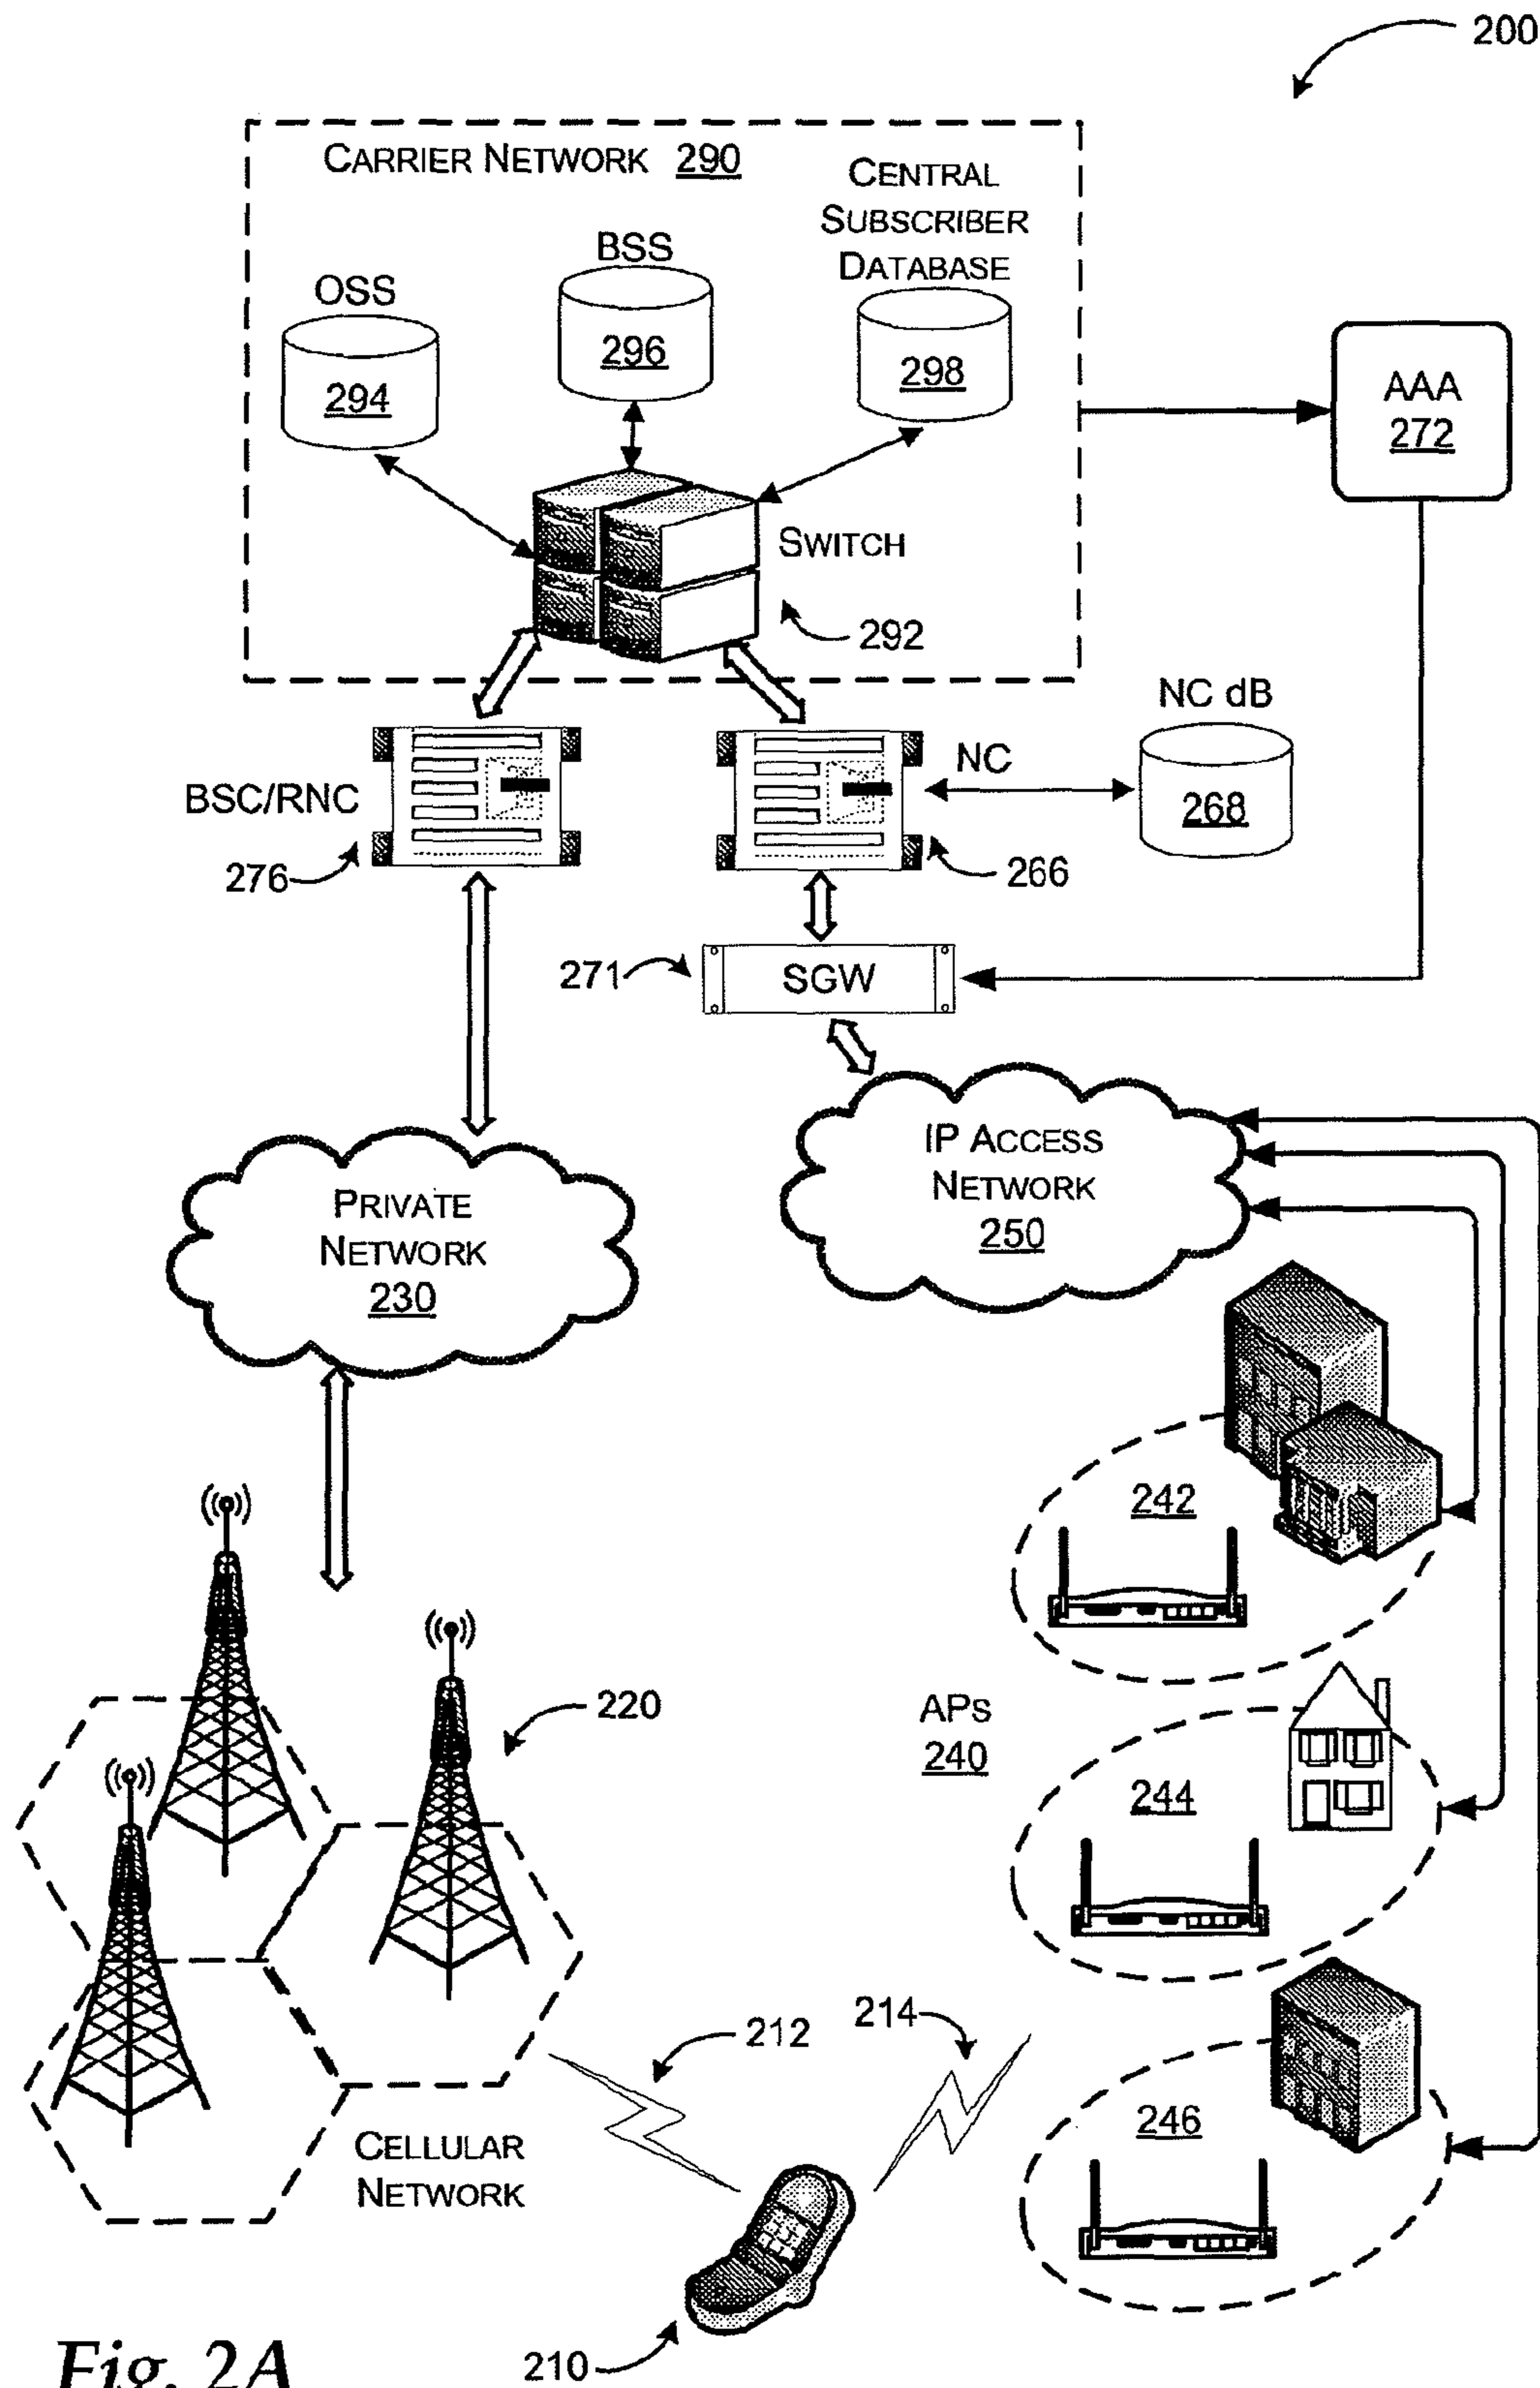 200
CARRIER NETWORK 290
CENTRAL
SUBSCRIBER
DATABASE
BSS
OSS
296
298
294
AAA
272
SWITCH
292
NC dB
NC
BSC/RNC
268
276
266
271
SGW
IP ACCESS
NETWORK
250
PRIVATE
NETWORK
230
242
220
APs
240
244
214
212
246
CELLULAR
NETWORK
210
Fig. 2A